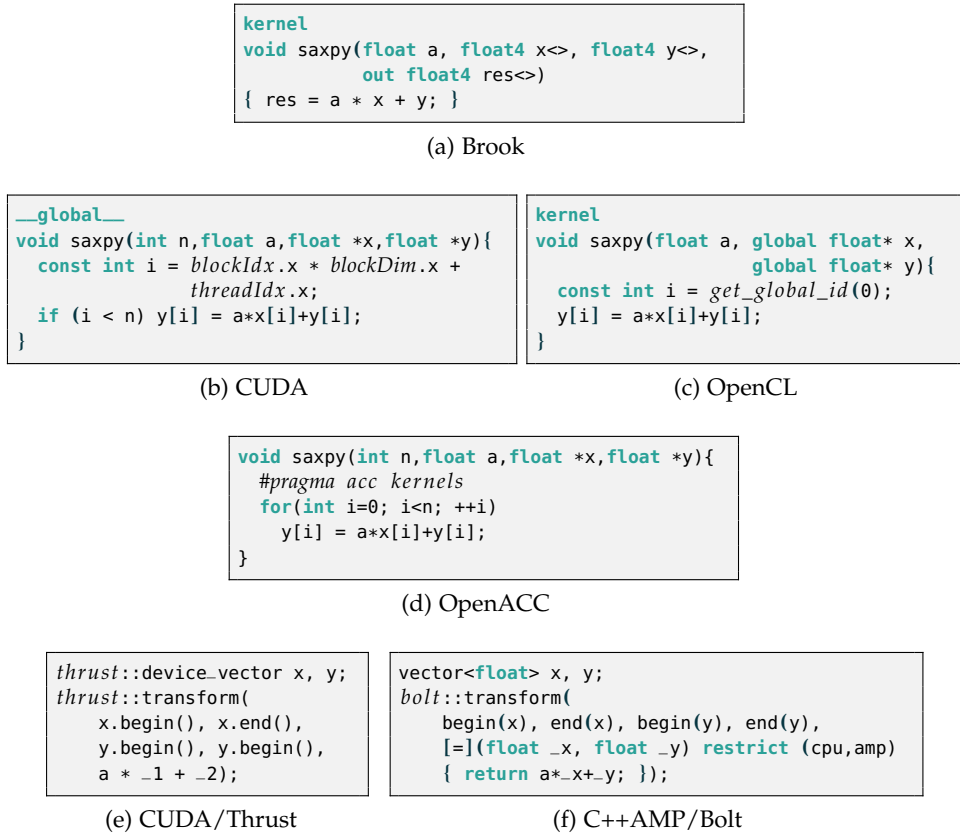 kernel
void saxpy(float a, float4 x<>, float4 y<>,
           out float4 res<>)
{ res = a * x + y; }
(a) Brook
__global__
void saxpy(int n,float a,float *x,float *y){
  const int i = blockIdx.x * blockDim.x +
                threadIdx.x;
  if (i < n) y[i] = a*x[i]+y[i];
}
(b) CUDA
kernel
void saxpy(float a, global float* x,
                    global float* y){
  const int i = get_global_id(0);
  y[i] = a*x[i]+y[i];
}
(c) OpenCL
void saxpy(int n,float a,float *x,float *y){
  #pragma acc kernels
  for(int i=0; i<n; ++i)
    y[i] = a*x[i]+y[i];
}
(d) OpenACC
thrust::device_vector x, y;
thrust::transform(
    x.begin(), x.end(),
    y.begin(), y.begin(),
    a * _1 + _2);
(e) CUDA/Thrust
vector<float> x, y;
bolt::transform(
    begin(x), end(x), begin(y), end(y),
    [=](float _x, float _y) restrict (cpu,amp)
    { return a*_x+_y; });
(f) C++AMP/Bolt